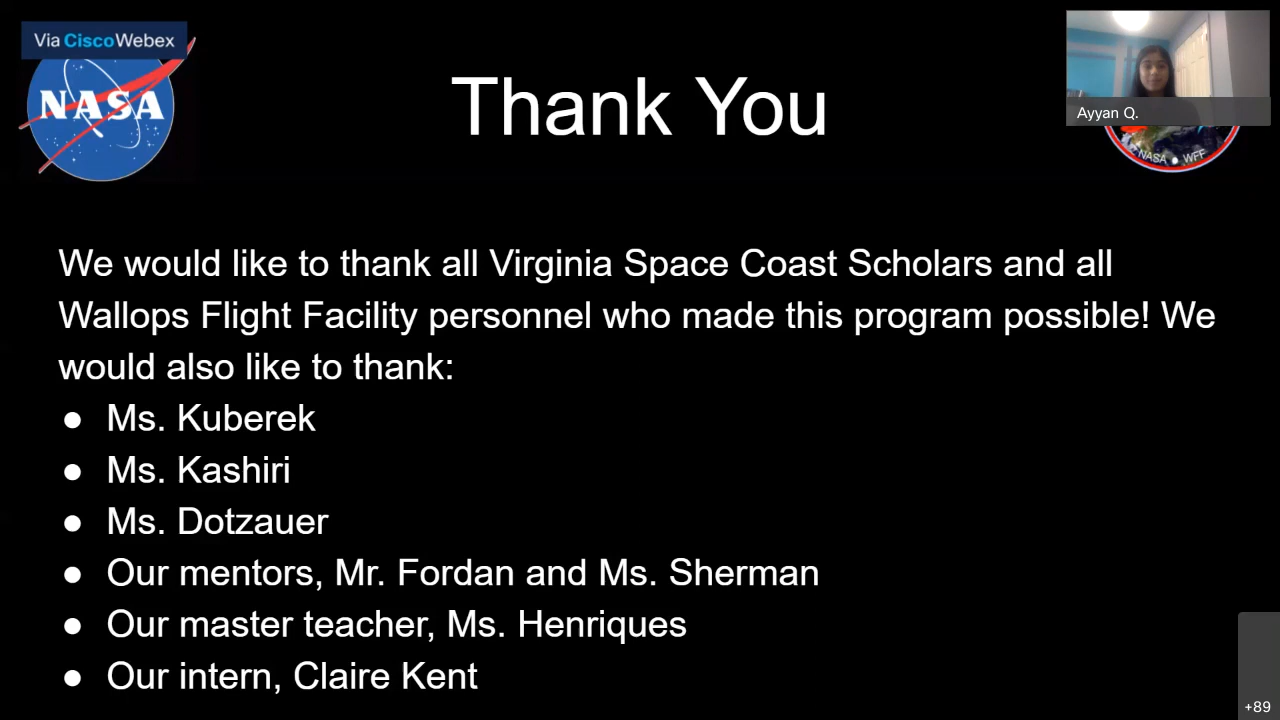 Via Cisco Webex
NASA
Thank You
Ayyan Q.
NASA ● WFF
We would like to thank all Virginia Space Coast Scholars and all
Wallops Flight Facility personnel who made this program possible! We
would also like to thank:
● Ms. Kuberek
● Ms. Kashiri
● Ms. Dotzauer
● Our mentors, Mr. Fordan and Ms. Sherman
● Our master teacher, Ms. Henriques
● Our intern, Claire Kent
+89